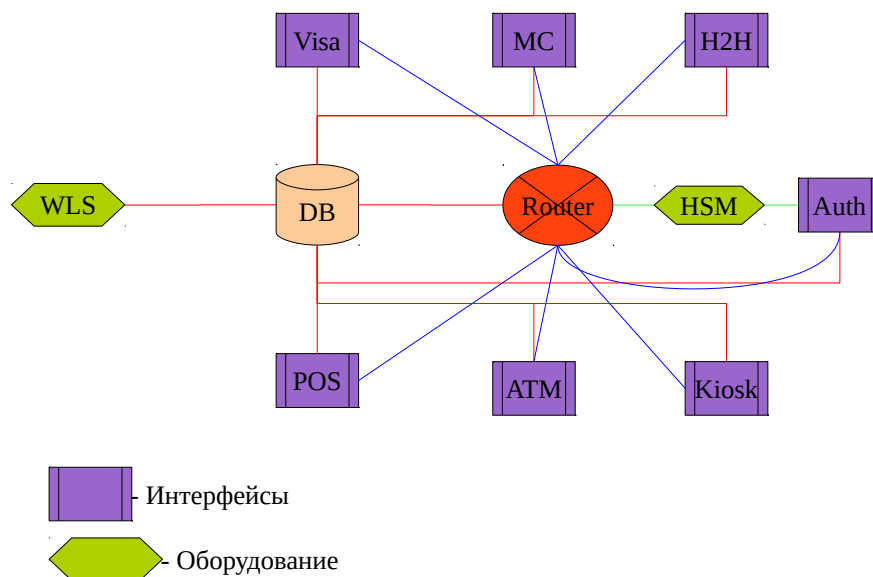 Visa
MC
H2H
WLS
DB
Router
HSM
Auth
POS
ATM
Kiosk
- Интерфейсы
- Оборудование